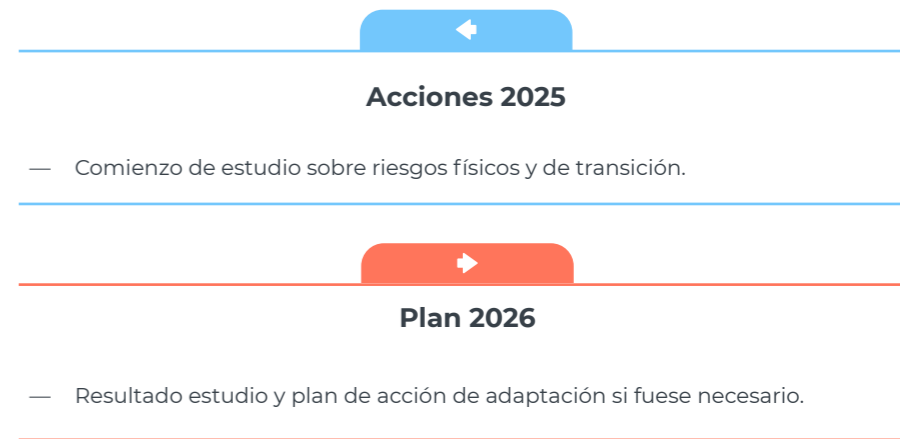 Acciones 2025
— Comienzo de estudio sobre riesgos físicos y de transición.
Plan 2026
— Resultado estudio y plan de acción de adaptación si fuese necesario.